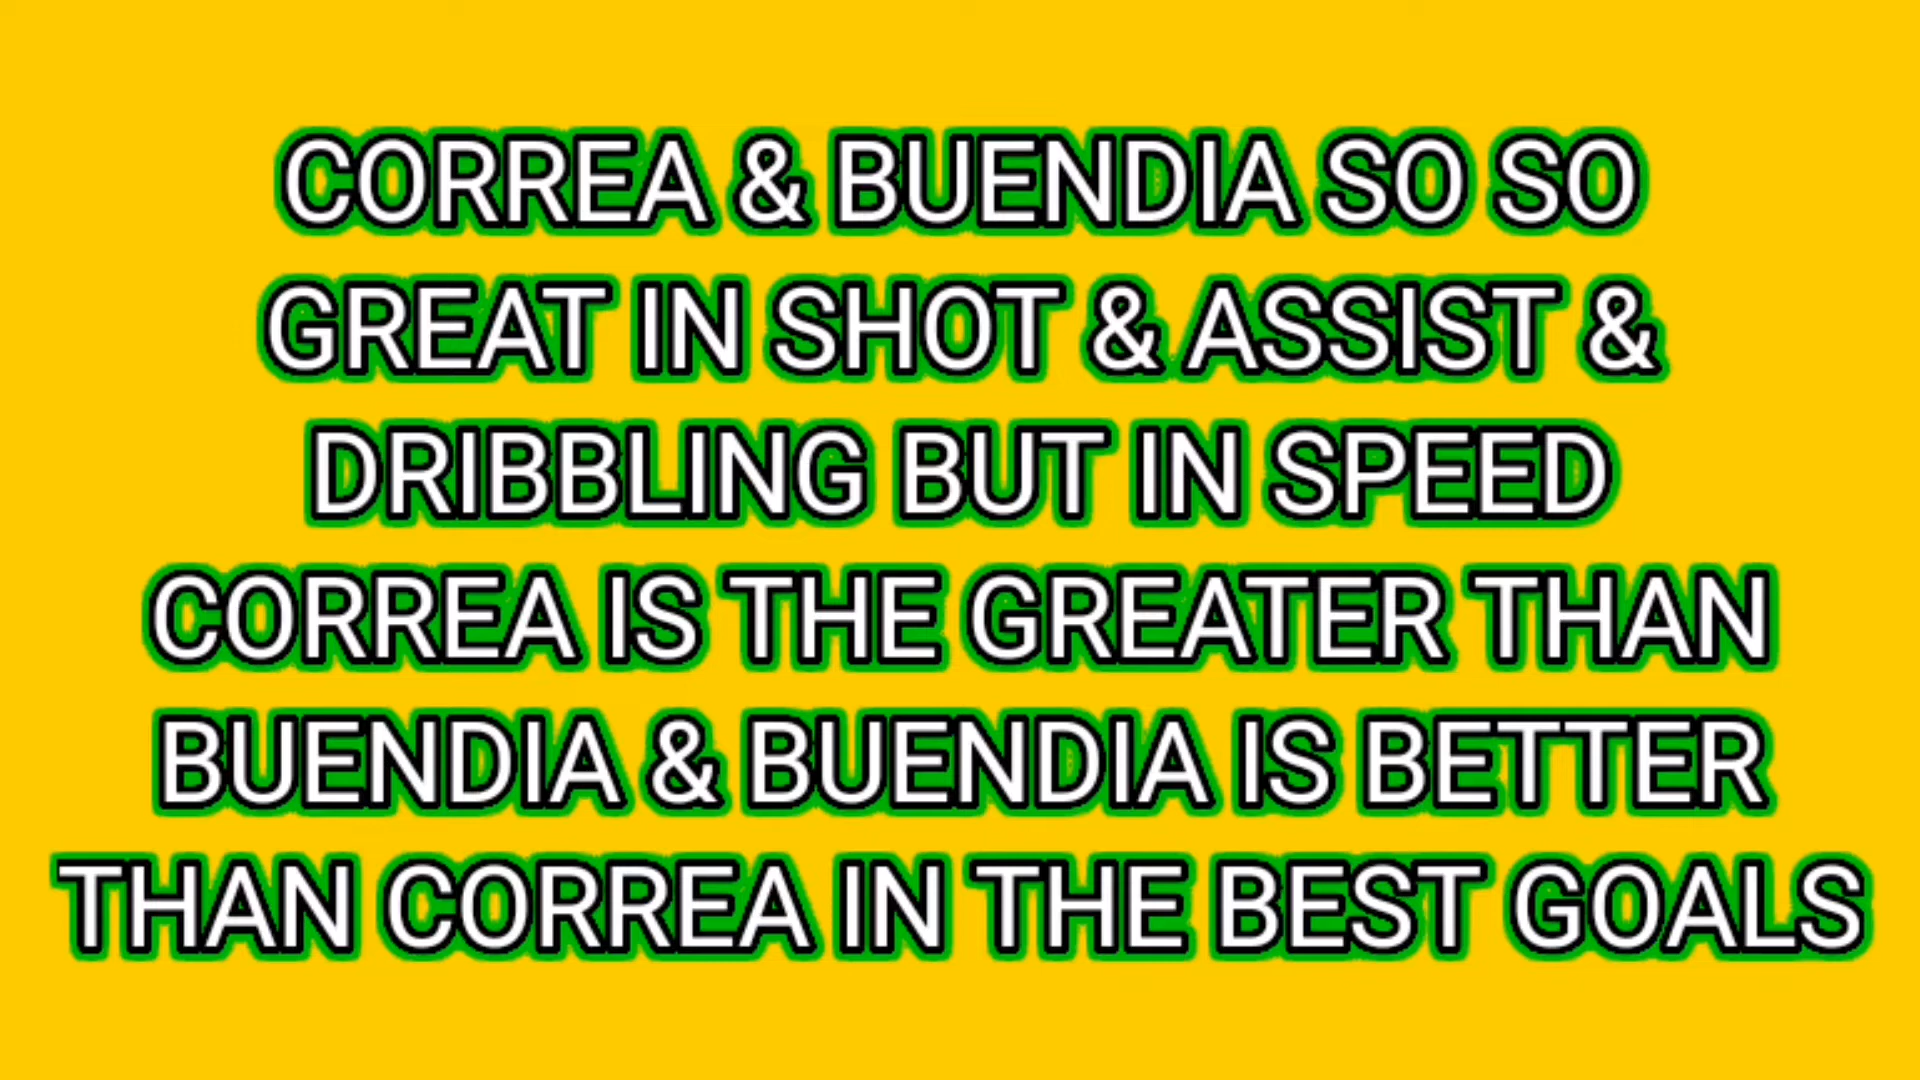 CORREA & BUENDIA SO SO
GREAT IN SHOT & ASSIST &
DRIBBLING BUT IN SPEED
CORREA IS THE GREATER THAN
BUENDIA & BUENDIA IS BETTER
THAN CORREA IN THE BEST GOALS